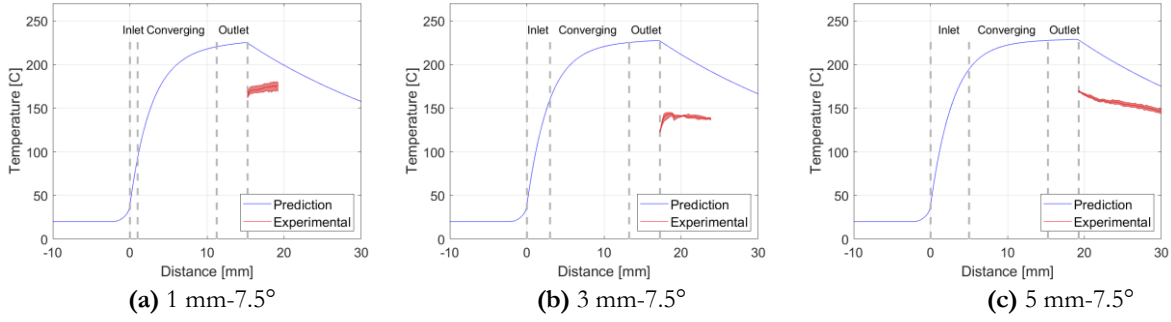 250
200
150
100
50
0
Temperature [C]
Inlet Converging Outlet
Prediction
Experimental
-10 0 10 20 30
Distance [mm]
(a) 1 mm-7.5°
250
200
150
100
50
0
Temperature [C]
Inlet Converging Outlet
Prediction
Experimental
-10 0 10 20 30
Distance [mm]
(b) 3 mm-7.5°
250
200
150
100
50
0
Temperature [C]
Inlet Converging Outlet
Prediction
Experimental
-10 0 10 20 30
Distance [mm]
(c) 5 mm-7.5°